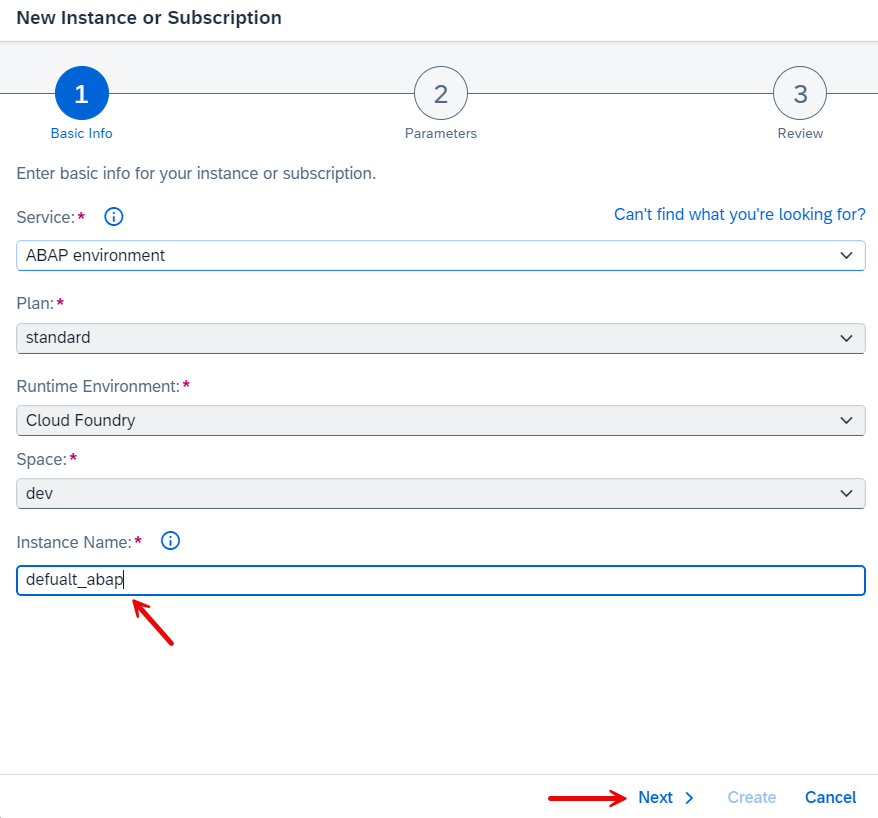 New Instance or Subscription
1
2
3
Basic Info
Parameters
Review
Enter basic info for your instance or subscription.
Service:*
Can't find what you're looking for?
ABAP environment
Plan:*
standard
Runtime Environment:*
Cloud Foundry
Space:*
dev
Instance Name:*
defualt_abap
Next
Create
Cancel